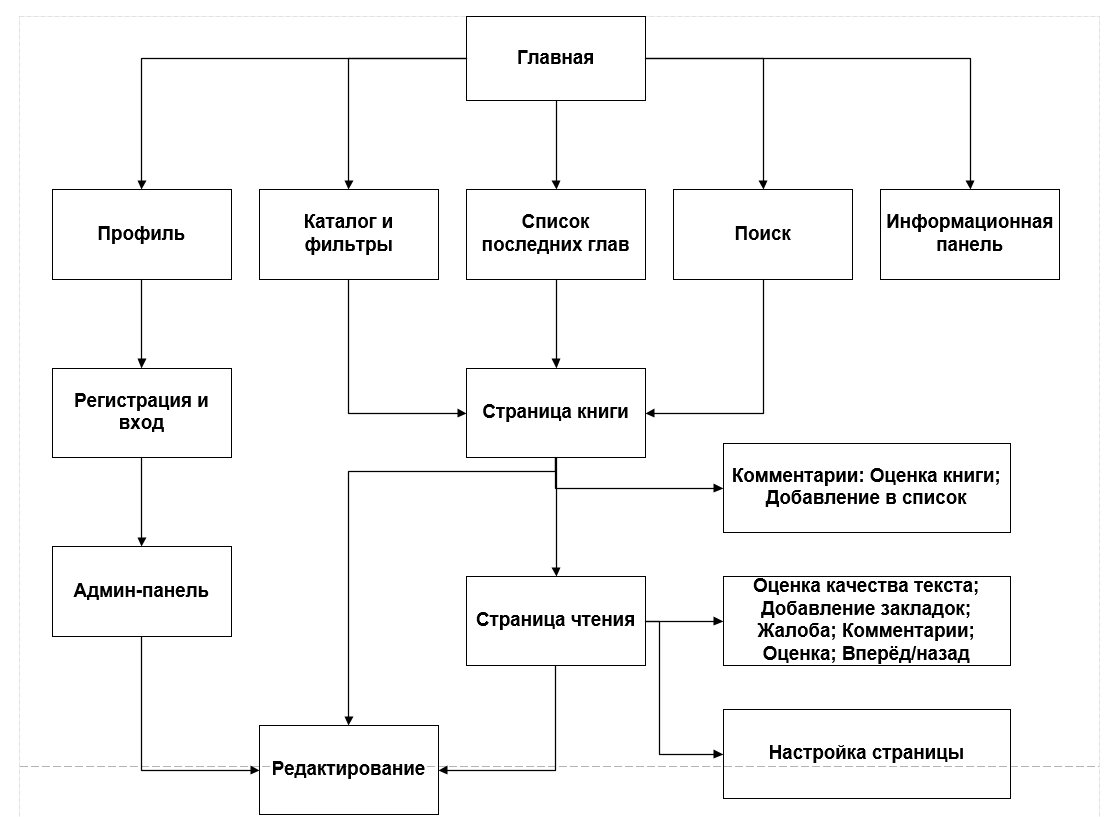 Главная
Профиль
Каталог и
фильтры
Список
последних глав
Поиск
Информационная
панель
Регистрация и
вход
Страница книги
Комментарии: Оценка книги;
Добавление в список
Админ-панель
Страница чтения
Оценка качества текста;
Добавление закладок;
Жалоба; Комментарии;
Оценка; Вперёд/назад
Редактирование
Настройка страницы